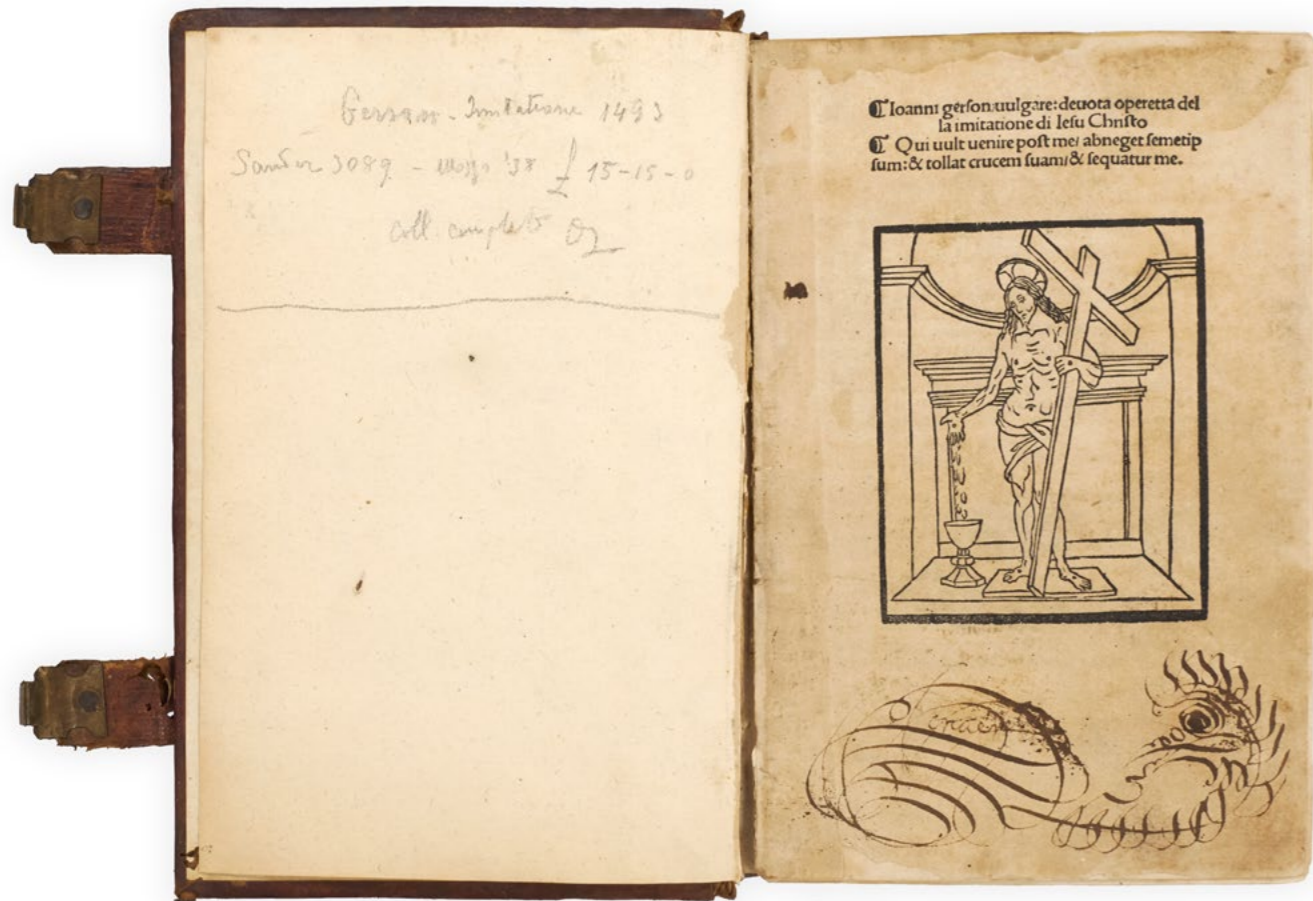 Gerson - Imitatione 1493
Sander 3089 - Maggs '38 £ 15-15-0
coll. completo
⸿ Ioanni gerson uulgare: deuota operetta del
la imitatione di Iesu Christo
⸿ Qui uult uenire post me/ abneget semetip
sum: & tollat crucem suam/ & sequatur me.